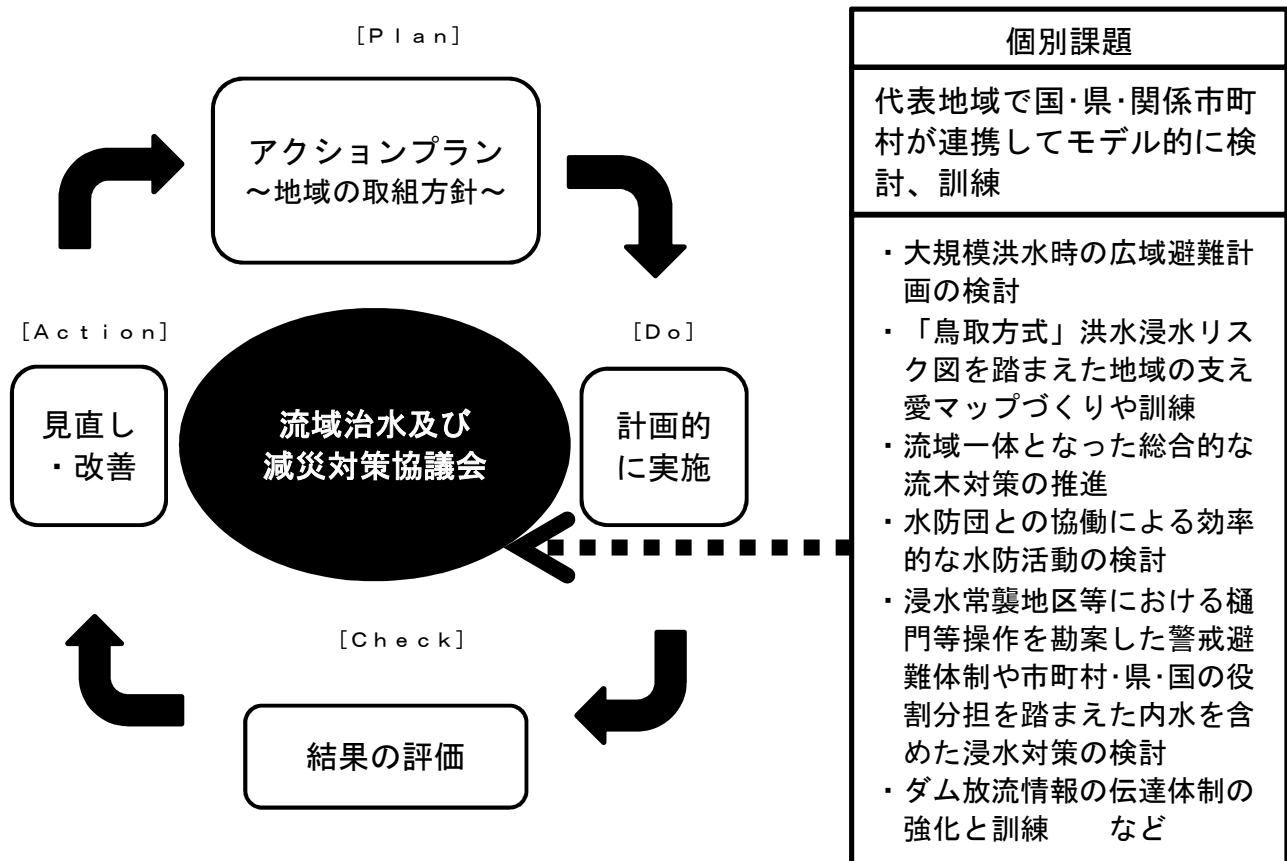 [Plan]
アクションプラン
～地域の取組方針～
[Action]
見直し
・改善
流域治水及び
減災対策協議会
[Do]
計画的
に実施
[Check]
結果の評価
個別課題
代表地域で国･県･関係市町
村が連携してモデル的に検
討、訓練
・大規模洪水時の広域避難計
画の検討
・「鳥取方式」洪水浸水リス
ク図を踏まえた地域の支え
愛マップづくりや訓練
・流域一体となった総合的な
流木対策の推進
・水防団との協働による効率
的な水防活動の検討
・浸水常襲地区等における樋
門等操作を勘案した警戒避
難体制や市町村･県･国の役
割分担を踏まえた内水を含
めた浸水対策の検討
・ダム放流情報の伝達体制の
強化と訓練　　など